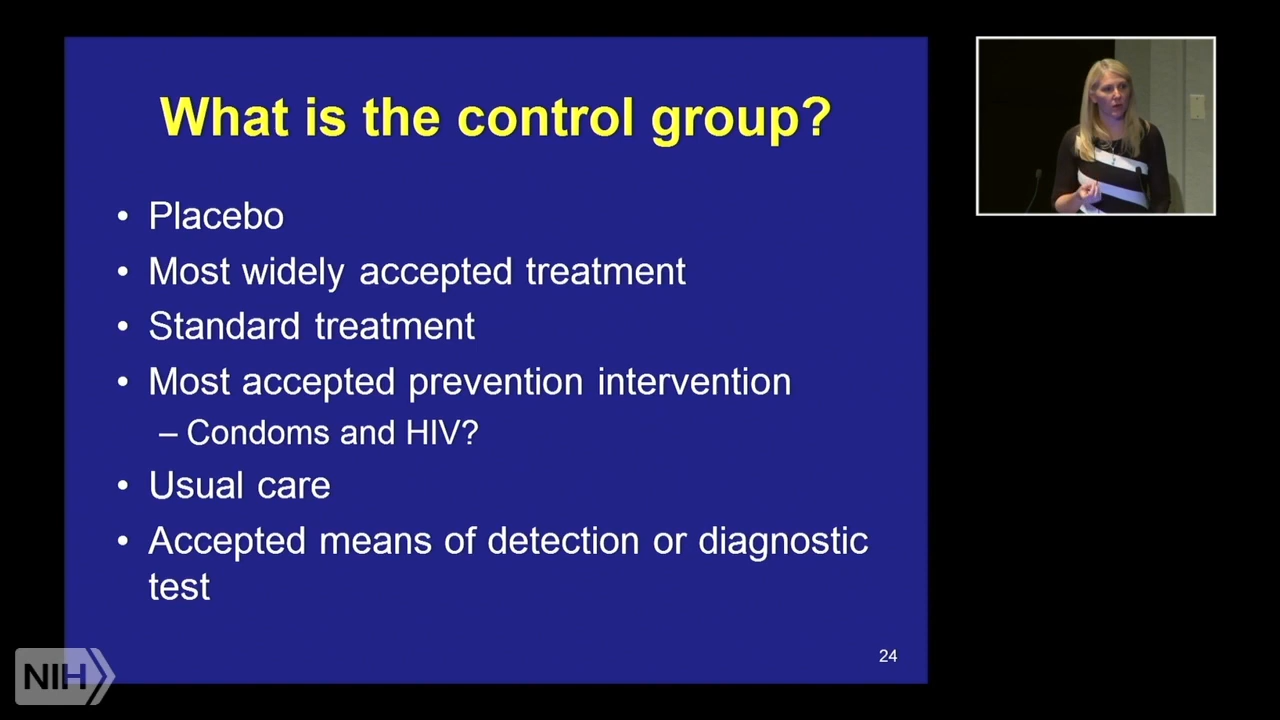 What is the control group?
• Placebo
• Most widely accepted treatment
• Standard treatment
• Most accepted prevention intervention
– Condoms and HIV?
• Usual care
• Accepted means of detection or diagnostic
test
24
NIH